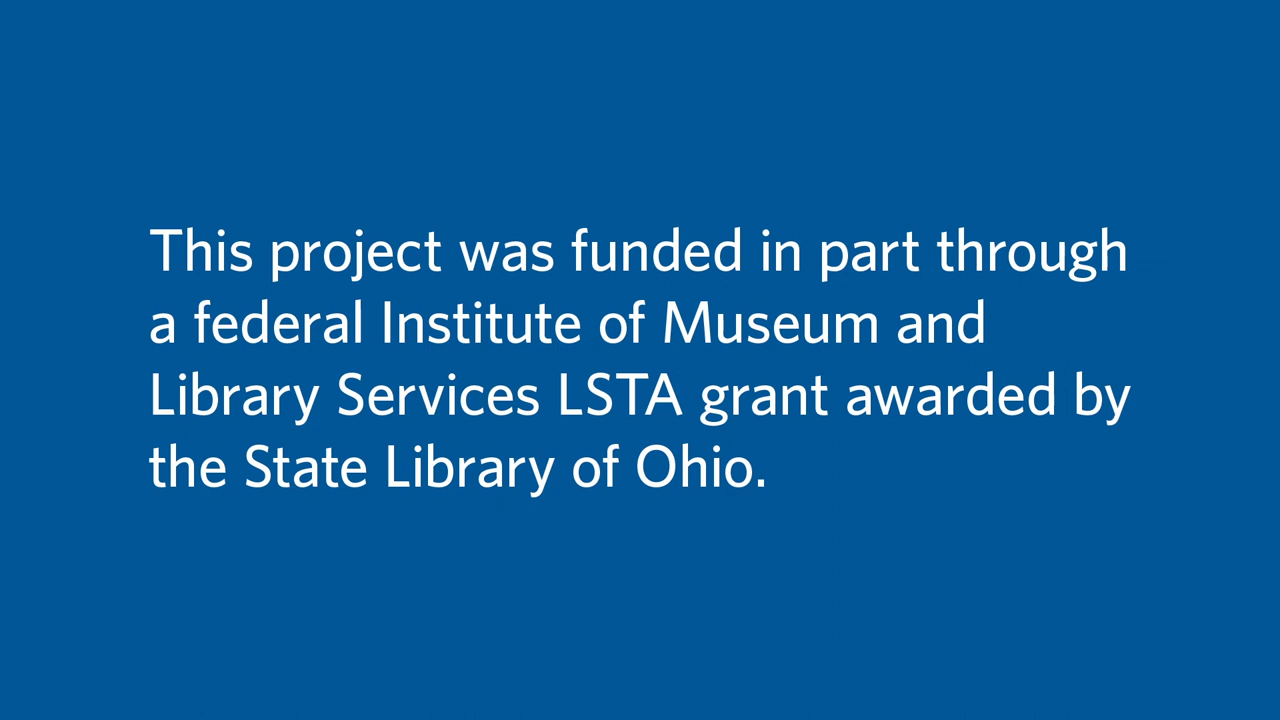 This project was funded in part through
a federal Institute of Museum and
Library Services LSTA grant awarded by
the State Library of Ohio.